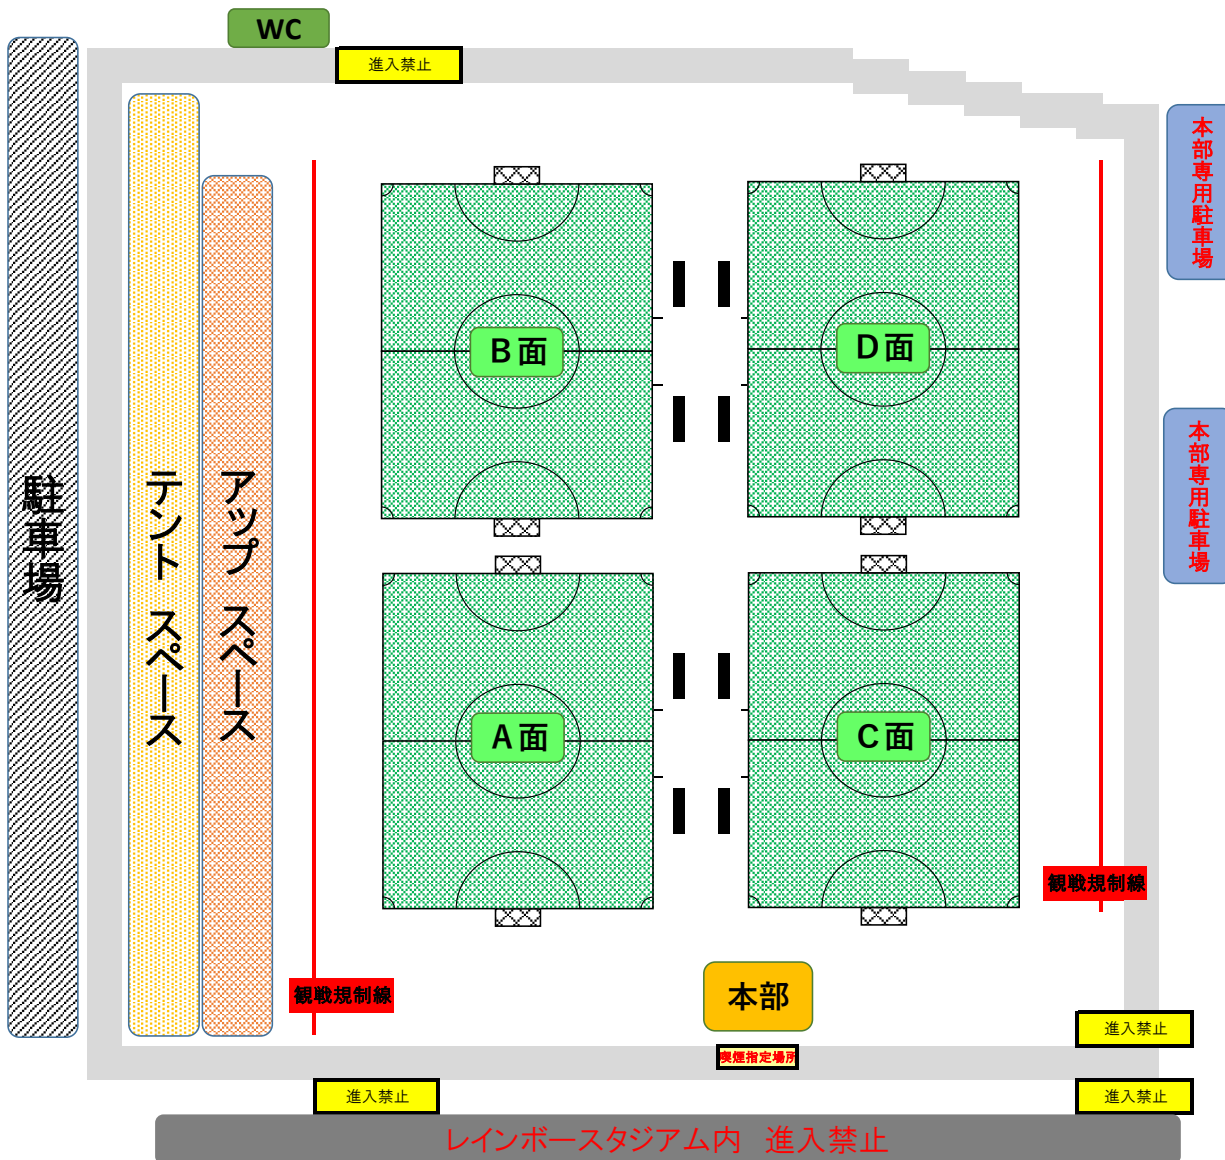 WC
進入禁止
本部専用駐車場
B面
D面
本部専用駐車場
駐車場
テント スペース
アップ スペース
A面
C面
観戦規制線
観戦規制線
本部
進入禁止
喫煙指定場所
進入禁止
進入禁止
レインボースタジアム内 進入禁止